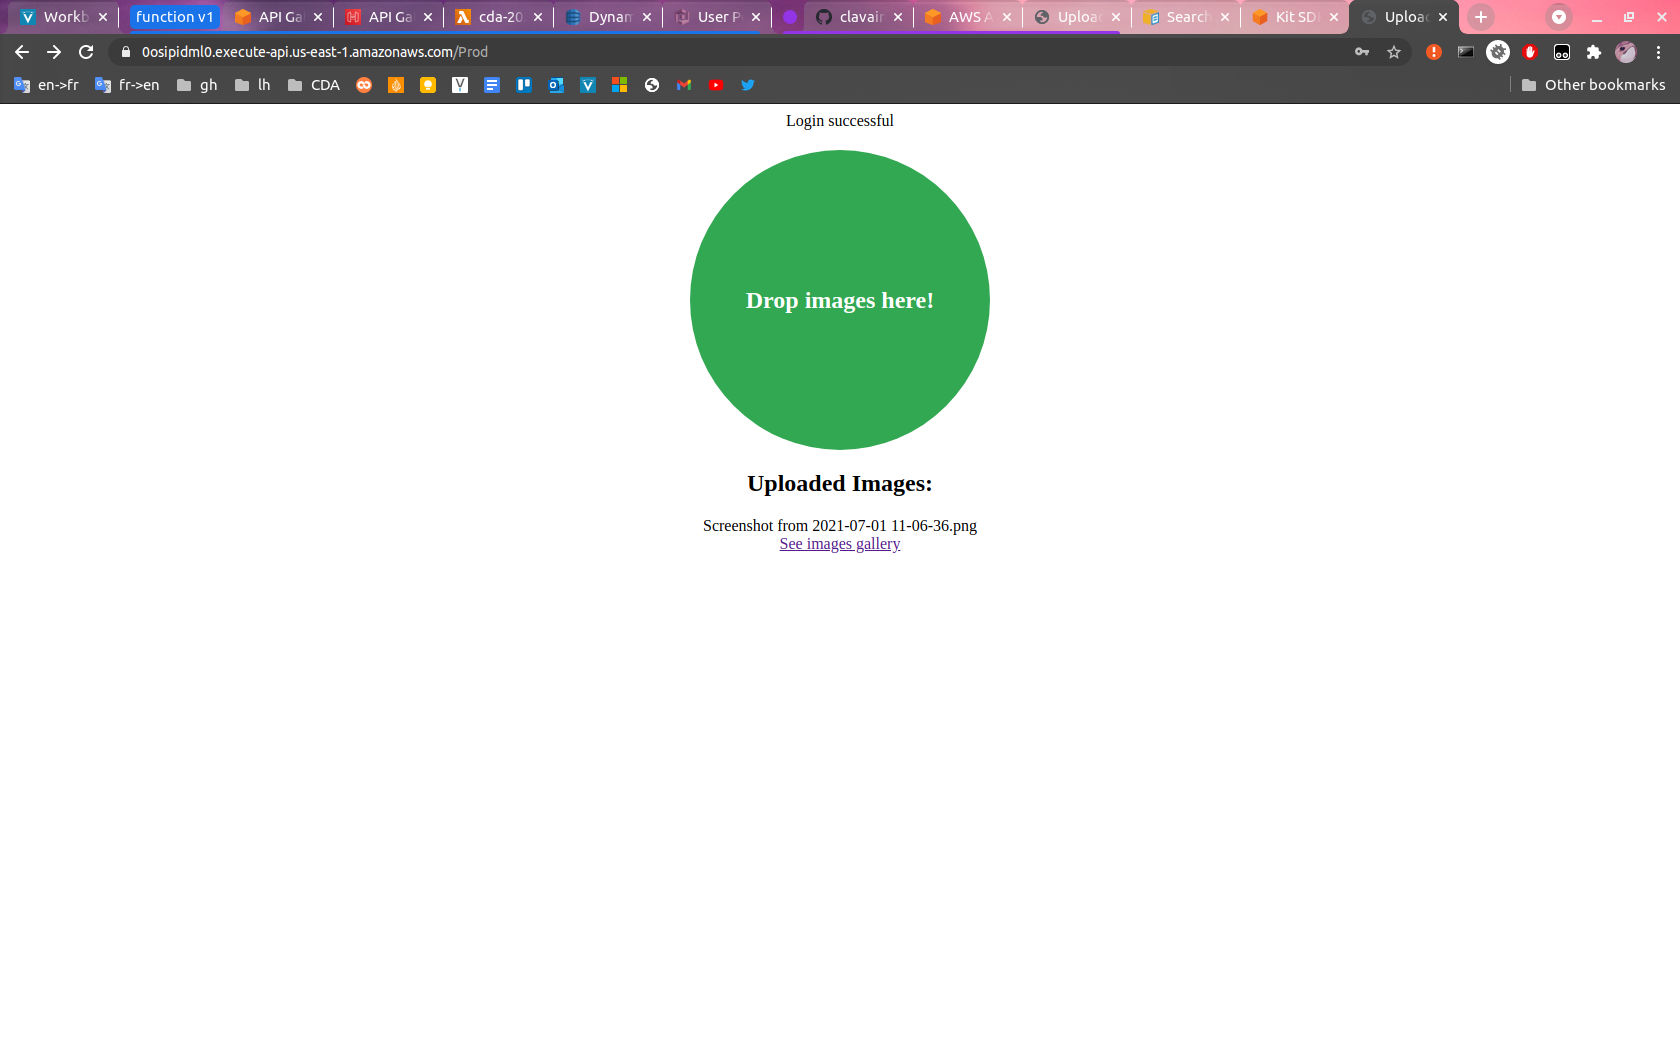 Workb
function v1
API Ga
API Ga
cda-20
Dynam
User P
clavair
AWS A
Uploac
Search
Kit SD
Uploac
0osipidml0.execute-api.us-east-1.amazonaws.com/Prod
en->fr
fr->en
gh
lh
CDA
Other bookmarks
Login successful
Drop images here!
Uploaded Images:
Screenshot from 2021-07-01 11-06-36.png
See images gallery